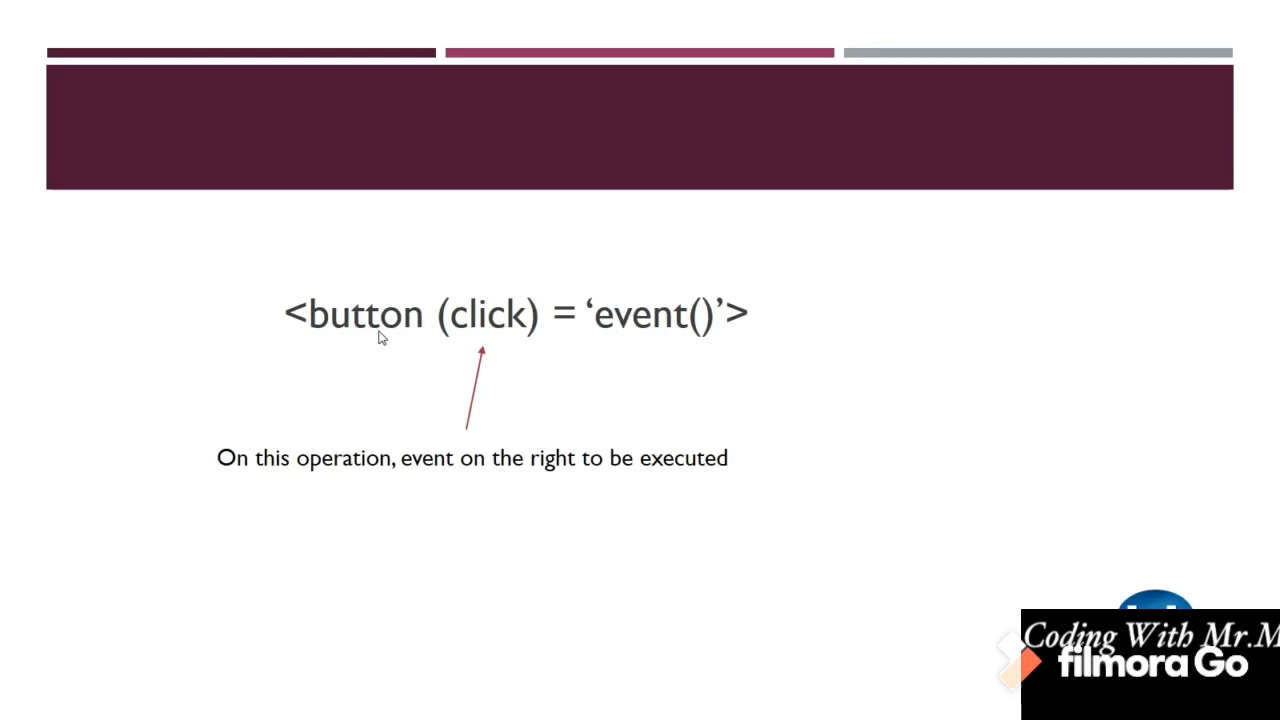 <button (click) = ‘event()’>
On this operation, event on the right to be executed
Coding With Mr.M
filmora Go